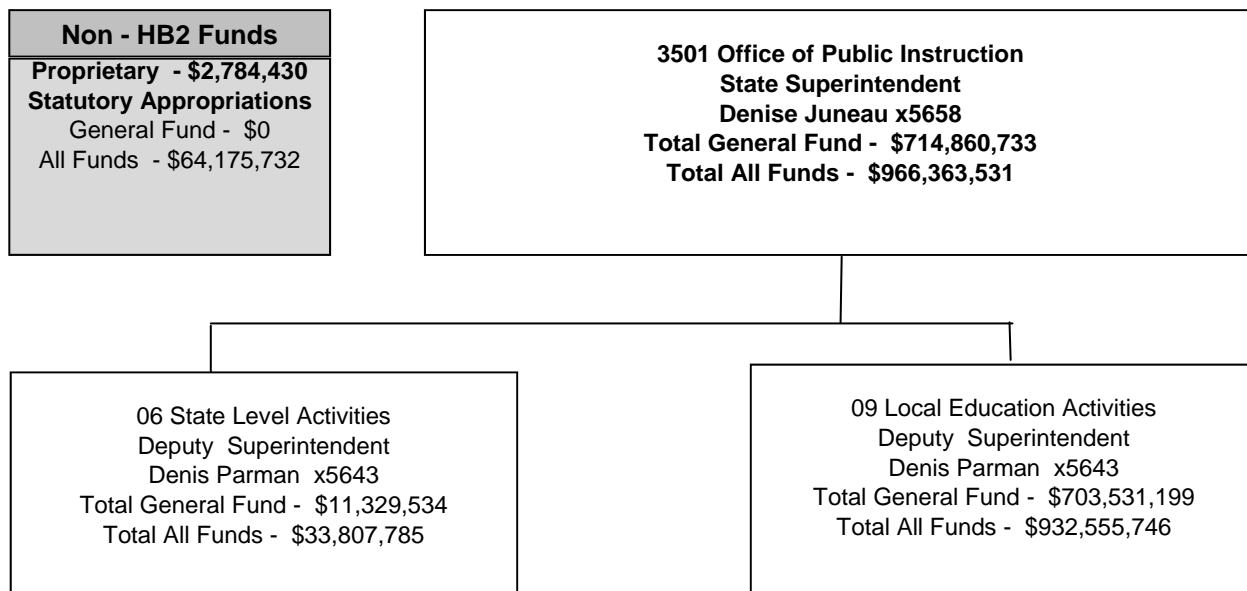 Non - HB2 Funds
Proprietary - $2,784,430
Statutory Appropriations
General Fund - $0
All Funds - $64,175,732
3501 Office of Public Instruction
State Superintendent
Denise Juneau x5658
Total General Fund - $714,860,733
Total All Funds - $966,363,531
06 State Level Activities
Deputy Superintendent
Denis Parman x5643
Total General Fund - $11,329,534
Total All Funds - $33,807,785
09 Local Education Activities
Deputy Superintendent
Denis Parman x5643
Total General Fund - $703,531,199
Total All Funds - $932,555,746